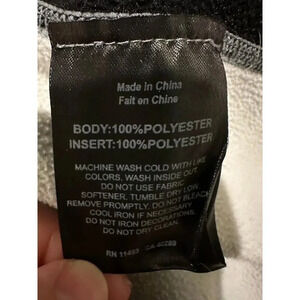 Made in China
Fait en Chine
BODY:100%POLYESTER
INSERT:100%POLYESTER
MACHINE WASH COLD WITH LIKE
COLORS, WASH INSIDE OUT
DO NOT USE FABRIC
SOFTENER, TUMBLE DRY LOW
REMOVE PROMPTLY, DO NOT BLEACH
COOL IRON IF NECESSARY
DO NOT IRON DECORATIONS,
DO NOT DRY CLEAN.
RN CA